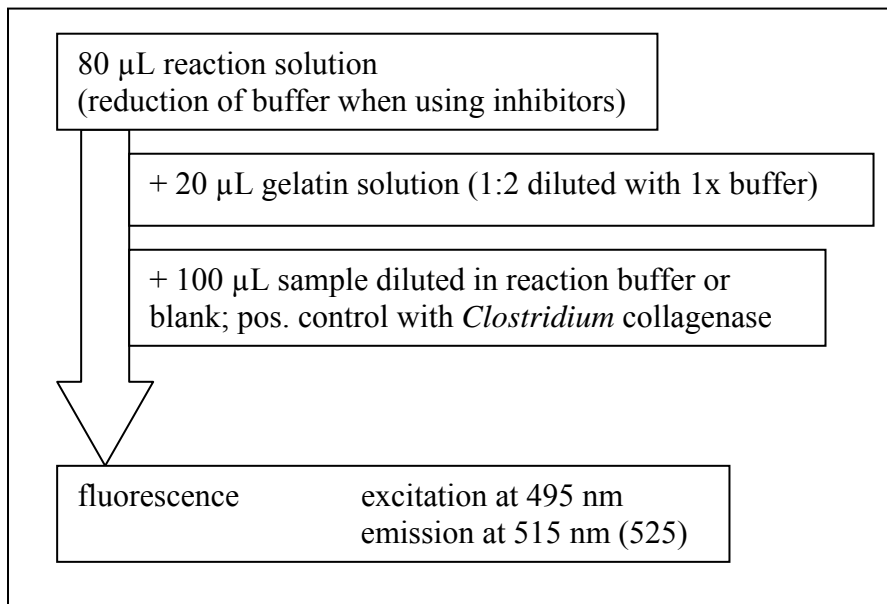 80 µL reaction solution
(reduction of buffer when using inhibitors)
+ 20 µL gelatin solution (1:2 diluted with 1x buffer)
+ 100 µL sample diluted in reaction buffer or
blank; pos. control with Clostridium collagenase
fluorescence excitation at 495 nm
emission at 515 nm (525)